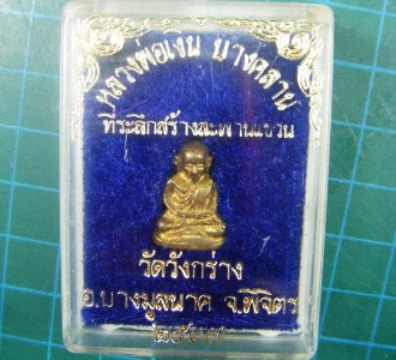 หลวงพ่อเงิน บางคลาน
ที่ระลึกสร้างสะพานแขวน
วัดวังกร่าง
อ.บางมูลนาค จ.พิจิตร